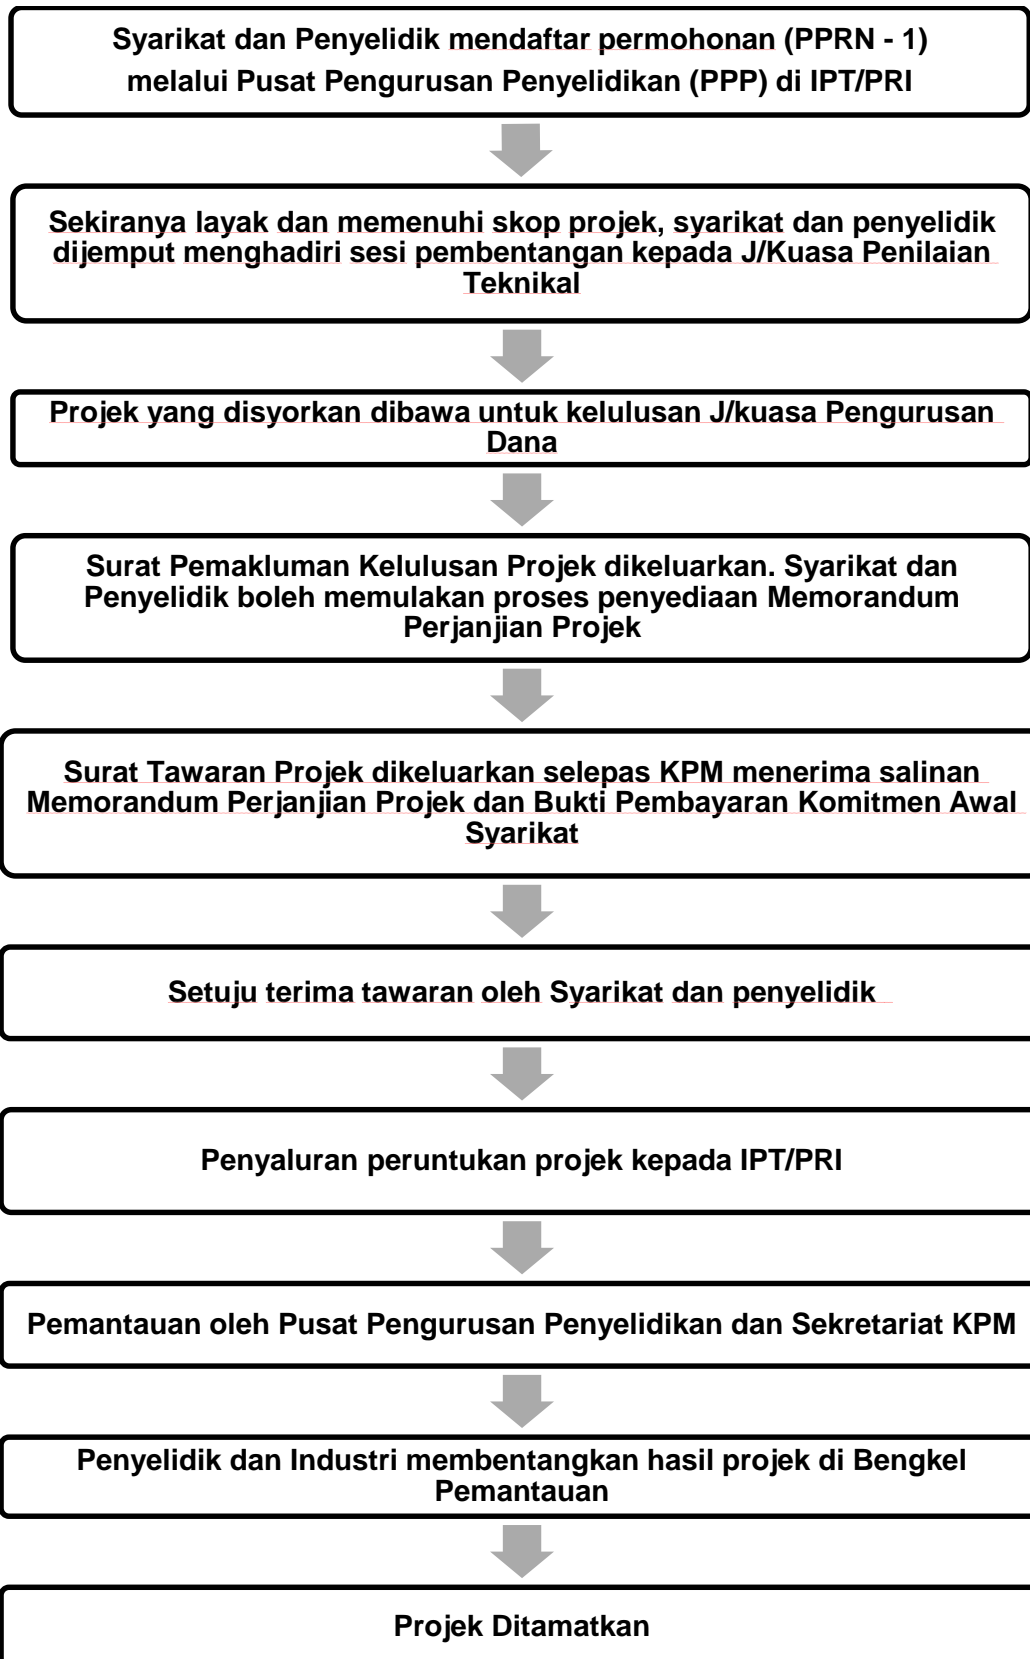 Syarikat dan Penyelidik mendaftar permohonan (PPRN - 1)
melalui Pusat Pengurusan Penyelidikan (PPP) di IPT/PRI
Sekiranya layak dan memenuhi skop projek, syarikat dan penyelidik
dijemput menghadiri sesi pembentangan kepada J/Kuasa Penilaian
Teknikal
Projek yang disyorkan dibawa untuk kelulusan J/kuasa Pengurusan
Dana
Surat Pemakluman Kelulusan Projek dikeluarkan. Syarikat dan
Penyelidik boleh memulakan proses penyediaan Memorandum
Perjanjian Projek
Surat Tawaran Projek dikeluarkan selepas KPM menerima salinan
Memorandum Perjanjian Projek dan Bukti Pembayaran Komitmen Awal
Syarikat
Setuju terima tawaran oleh Syarikat dan penyelidik
Penyaluran peruntukan projek kepada IPT/PRI
Pemantauan oleh Pusat Pengurusan Penyelidikan dan Sekretariat KPM
Penyelidik dan Industri membentangkan hasil projek di Bengkel
Pemantauan
Projek Ditamatkan